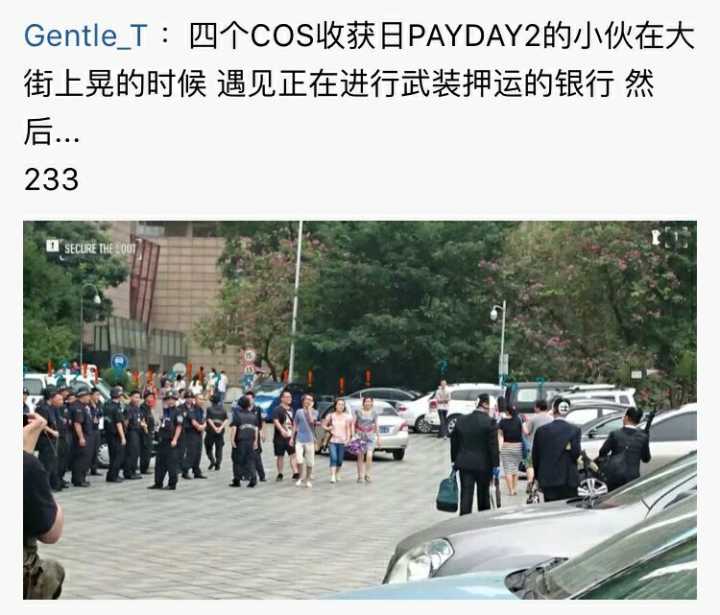 Gentle_T： 四个COS收获日PAYDAY2的小伙在大
街上晃的时候 遇见正在进行武装押运的银行 然
后...
233
SECURE THE LOOT